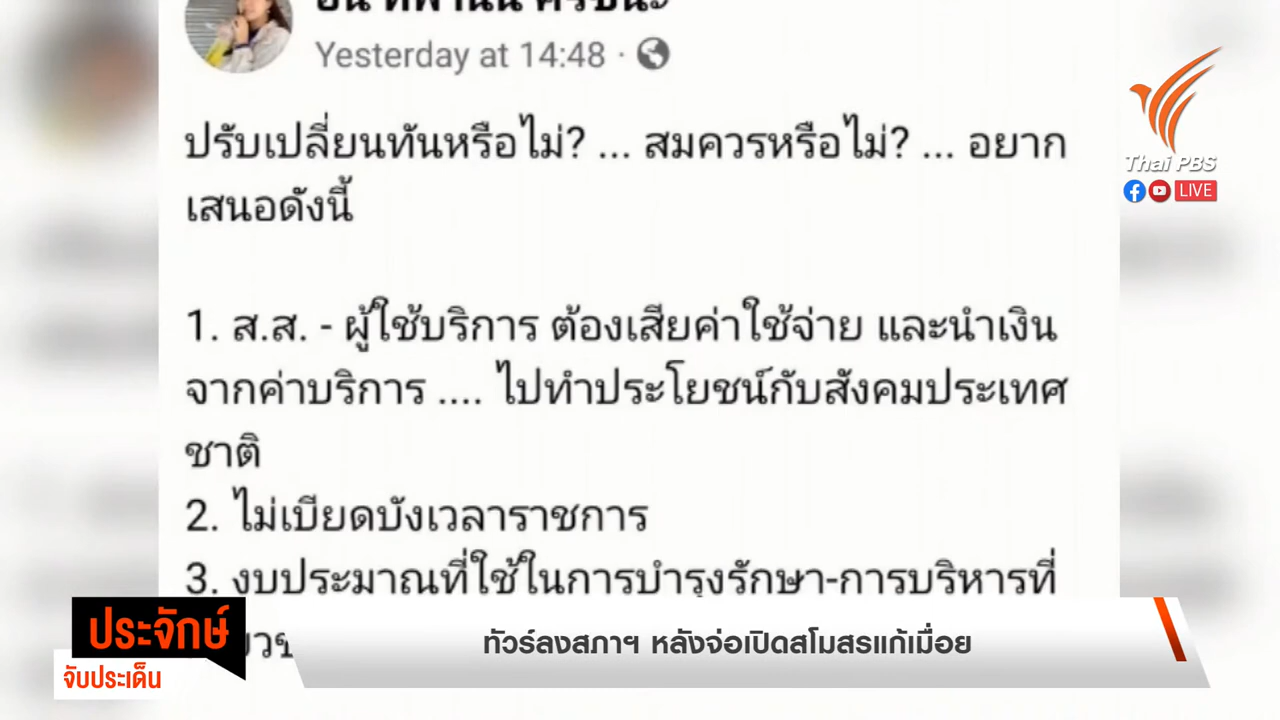 Yesterday at 14:48 ·
ปรับเปลี่ยนทันหรือไม่? ... สมควรหรือไม่? ... อยาก
เสนอดังนี้
1. ส.ส. - ผู้ใช้บริการ ต้องเสียค่าใช้จ่าย และนำเงิน
จากค่าบริการ .... ไปทำประโยชน์กับสังคมประเทศ
ชาติ
2. ไม่เบียดบังเวลาราชการ
3. งบประมาณที่ใช้ในการบำรุงรักษา-การบริหารที่
Thai PBS
LIVE
ประจักษ์
จับประเด็น
ทัวร์ลงสภาฯ หลังจ่อเปิดสโมสรแก้เมื่อย